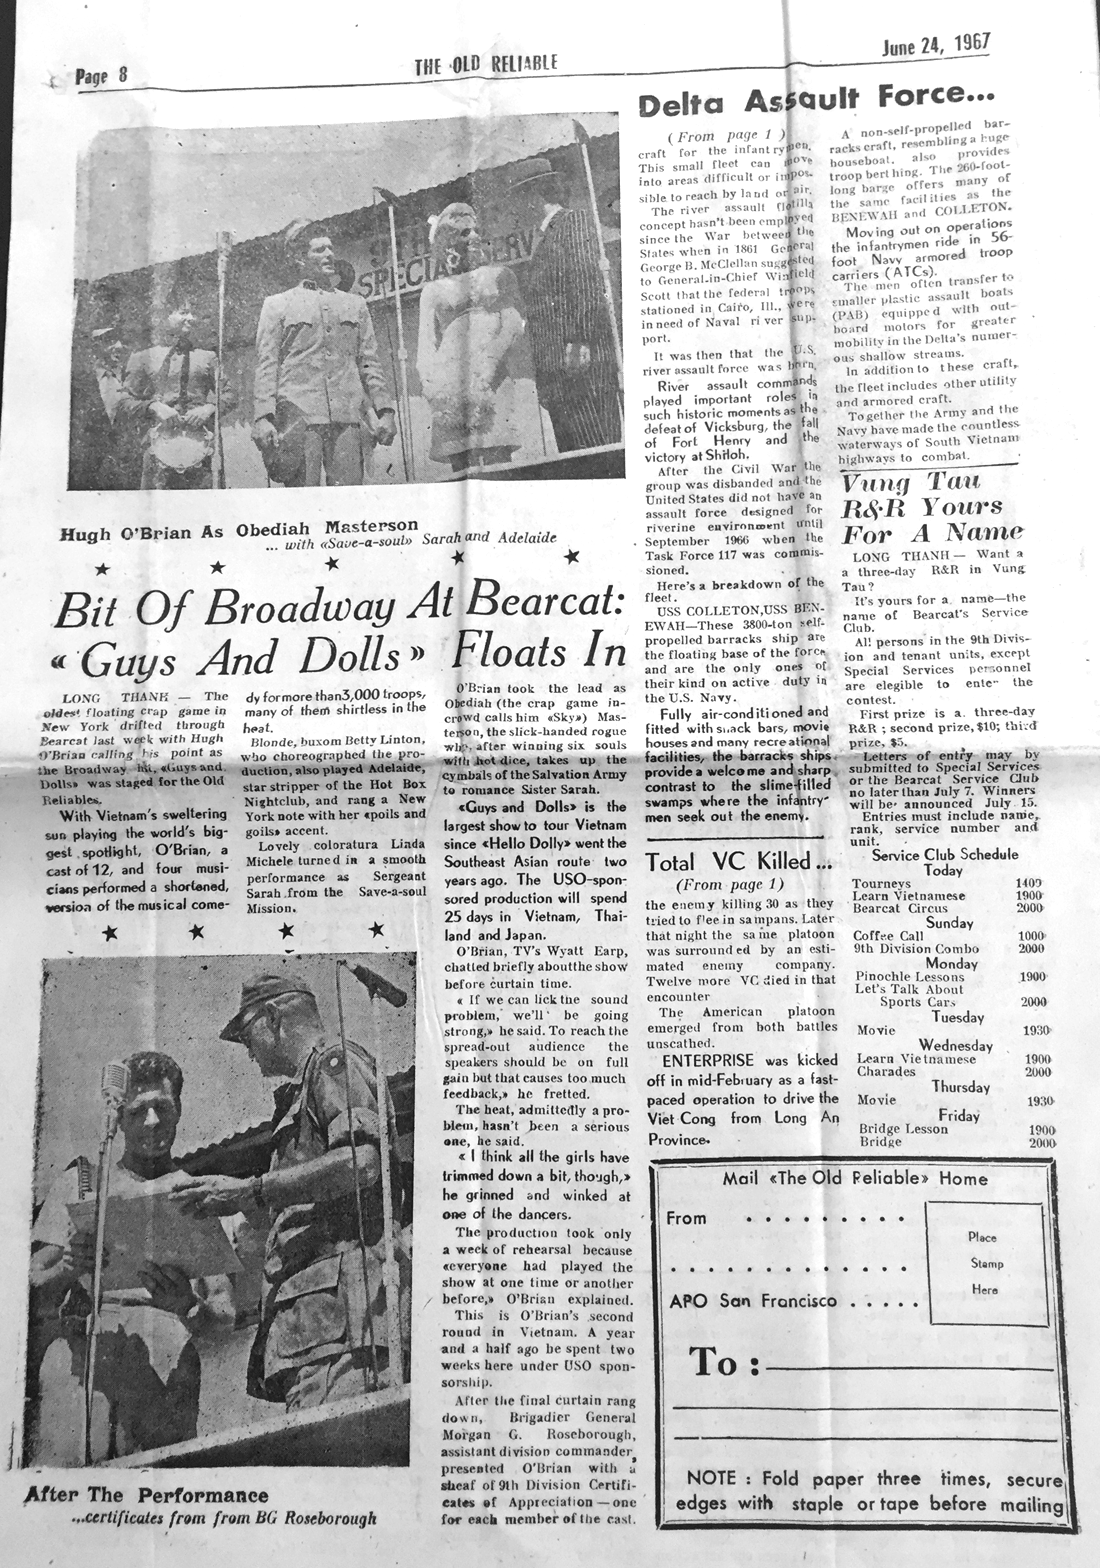 Page 8
THE OLD RELIABLE
June 24, 1967
SPECIAL SERV
Hugh O'Brian As Obediah Masterson
... with «Save-a-soul» Sarah and Adelaide
Bit Of Broadway At Bearcat:
« Guys And Dolls» Floats In
LONG THANH — The
oldest floating crap game in
New York drifted through
Bearcat last week with Hugh
O'Brian calling his point as
the Broadway hit, «Guys and
Dolls» was staged for the Old
Reliables.
With Vietnam's sweltering
sun playing the world's big-
gest spotlight, O'Brian, a
cast of 12, and four musi-
cians performed a shortened,
version of the musical come-
dy for more than 3,000 troops,
many of them shirtless in the
heat.
Blonde, buxom Betty Linton,
who choreographed the pro-
duction, also played Adelaide,
star stripper of the Hot Box
Nightclub, and rang a New
York note with her «poils and
goils» accent.
Lovely coloratura Linda
Michele turned in a smooth
performance as Sergeant
Sarah from the Save-a-soul
Mission.
O'Brian took the lead as
Obediah (the crap game in-
crowd calls him «Sky») Mas-
terson, the slick-handed rogue
who, after winning six souls
with hot dice, takes up the
cymbals of the Salvation Army
to romance Sister Sarah.
«Guys and Dolls» is the
largest show to tour Vietnam
since «Hello Dolly» went the
Southeast Asian route two
years ago. The USO-spon-
sored production will spend
25 days in Vietnam, Thai-
land and Japan.
O'Brian, TV's Wyatt Earp,
chatted briefly about the show
before curtain time.
« If we can lick the sound
problem, we'll be going
strong,» he said. To reach the
spread-out audience the
speakers should be on full
gain but that causes too much
feedback,» he fretted.
The heat, admittedly a pro-
blem, hasn't been a serious
one, he said.
« I think all the girls have
trimmed down a bit, though,»
he grinned and winked at
one of the dancers.
The production took only
a week of rehearsal because
«everyone had played the
show at one time or another
before,» O'Brian explained.
This is O'Brian's second
round in Vietnam. A year
and a half ago be spent two
weeks here under USO spon-
sorship.
After the final curtain rang
down, Brigadier General
Morgan G. Roseborough,
assistant division commander,
presented O'Brian with a
sheaf of 9th Division Certifi-
cates of Appreciation — one
for each member of the cast.
After The Performance
...certificates from from BG Roseborough
Delta Assault Force...
(From page 1 )
craft for the infantrymen.
This small fleet can move
into areas difficult or impos-
sible to reach by land or air.
The river assault flotilla
concept hasn't been employed
since the War between the
States when in 1861 General
George B. McClellan suggested
to General-in-Chief Winfield
Scott that the federal troops
stationed in Cairo, Ill., were
in need of Naval river sup-
port.
It was then that the U.S.
river assault force was born.
River assault commands
played important roles in
such historic moments as the
defeat of Vicksburg, the fall
of Fort Henry and the
victory at Shiloh.
After the Civil War the
group was disbanded and the
United States did not have an
assault force designed for
riverine environment until
September 1966 when the
Task Force 117 was commis-
sioned.
Here's a breakdown of the
fleet.
USS COLLETON,USS BEN-
EWAH—These 3800-ton self-
propelled barracks ship are
the floating base of the force
and are the only ones of
their kind on active duty in
the U.S. Navy.
Fully air-conditioned and
fitted with snack bars, movie
houses and many recreational
facilities, the barracks ships
provide a welcome and sharp
contrast to the slime-filled
swamps where the infantry-
men seek out the enemy.
A non-self-propelled bar-
racks craft, resembling a huge
houseboat, also provides
troop berthing. The 260-foot-
long barge offers many of
the same facilities as the
BENEWAH and COLLETON.
Moving out on operations
the infantrymen ride in 56-
foot Navy armored troop
carriers (ATCs).
The men often transfer to
smaller plastic assault boats
(PAB) equipped with out-
board motors for greater
mobility in the Delta's numer-
ous shallow streams.
In addition to these craft,
the fleet includes other utility
and armored craft.
Together the Army and the
Navy have made the countless
waterways of South Vietnam
highways to combat.
Total VC Killed...
(From page 1)
the enemy killing 30 as they
tried to flee in sampans. Later
that night the same platoon
was surrounded by an esti-
mated enemy company.
Twelve more VC died in that
encounter
The American platoon
emerged from both battles
unscathed.
ENTERPRISE was kicked
off in mid-February as a fast-
paced operation to drive the
Viet Cong from Long An
Province.
Vung Tau
R&R Yours
For A Name
LONG THANH — Want a
a three-day R&R in Vung
Tau?
It's yours for a name—the
name of Bearcat's Service
Club.
All persons in the 9th Divis-
ion and tenant units, except
Special Services personnel
are elegible to enter the
contest.
First prize is a three-day
R&R ; second prize, $10; third
prize, $5.
Letters of entry may by
submitted to Special Services
or the Bearcat Service Club
no later than July 7. Winners
will be announced July 15.
Entries must include name,
rank, service number and
unit.
Service Club Schedule
Today
Tourneys 1400
Learn Vietnamese 1900
Bearcat Circus 2000
Sunday
Coffee Call 1000
9th Division Combo 2000
Monday
Pinochle Lessons 1900
Let's Talk About
Sports Cars 2000
Tuesday
Movie 1930
Wednesday
Learn Vietnamese 1900
Charades 2000
Thursday
Movie 1930
Friday
Bridge Lesson 1900
Bridge 2000
Mail «The Old Reliable» Home
From . . . . . . . . .
Place
Stamp
Here
APO San Francisco . . . . .
To :
NOTE : Fold paper three times, secure
edges with staple or tape before mailing